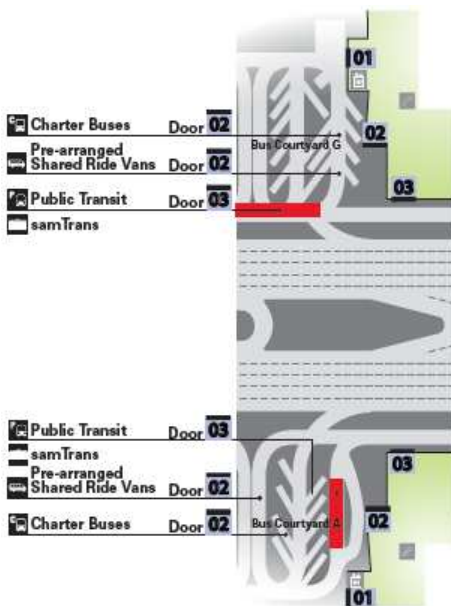 01
Charter Buses Door 02
02
Bus Courtyard G
Pre-arranged
Shared Ride Vans Door 02
03
Public Transit Door 03
samTrans
Public Transit Door 03
samTrans
03
Pre-arranged
Shared Ride Vans Door 02
02
Charter Buses Door 02
Bus Courtyard A
01